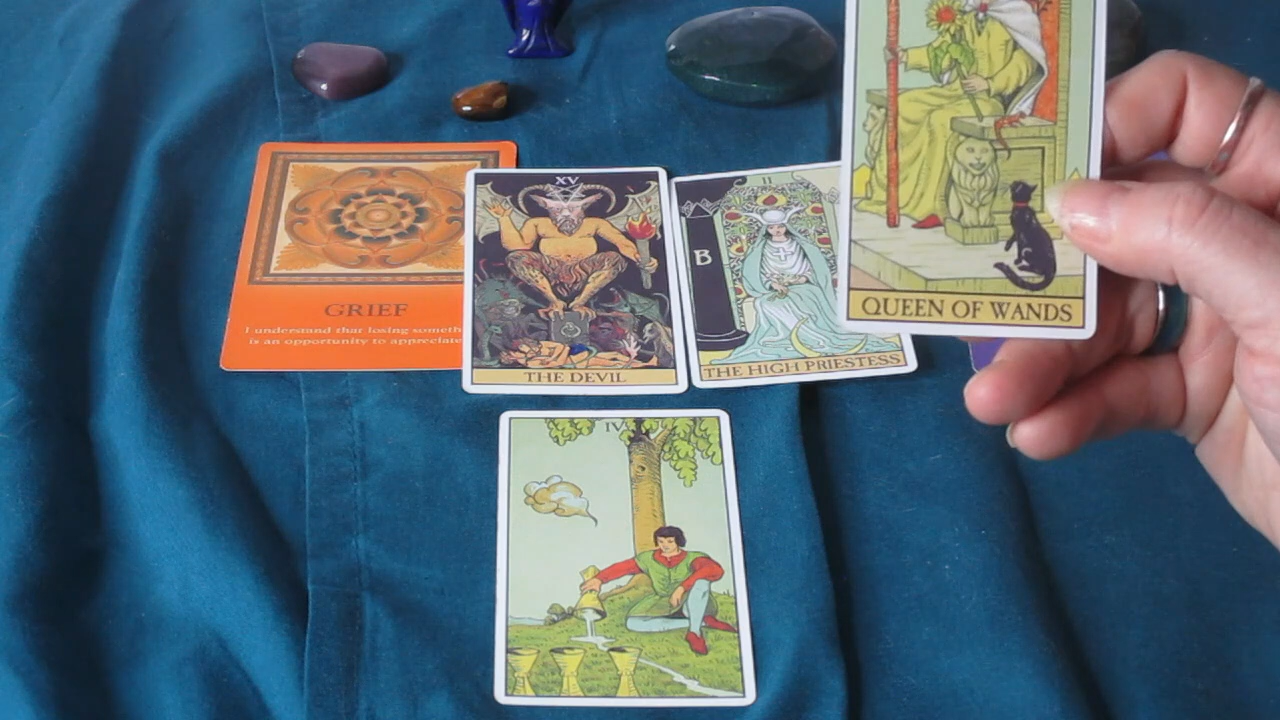 GRIEF
I understand that losing
is an opportunity to appreciate
XV
THE DEVIL
II
B
THE HIGH PRIESTESS
QUEEN OF WANDS
IV